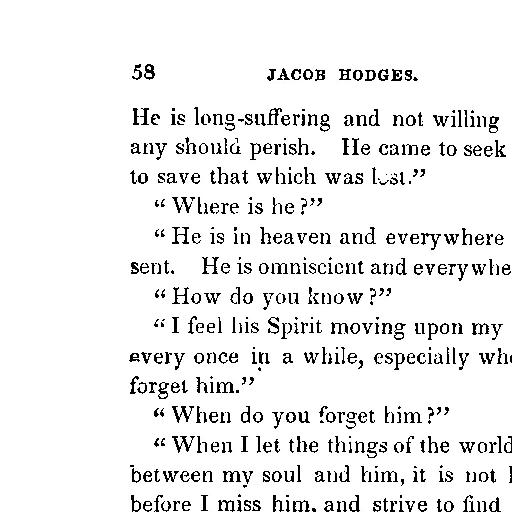 58 JACOB HODGES.
He is long-suffering and not willing
any should perish. He came to seek
to save that which was lost.”
“ Where is he ?”
“ He is in heaven and everywhere
sent. He is omniscient and everywhe
“ How do you know ?”
“ I feel his Spirit moving upon my
every once in a while, especially whe
forget him.”
“ When do you forget him ?”
“ When I let the things of the world
between my soul and him, it is not
before I miss him, and strive to find